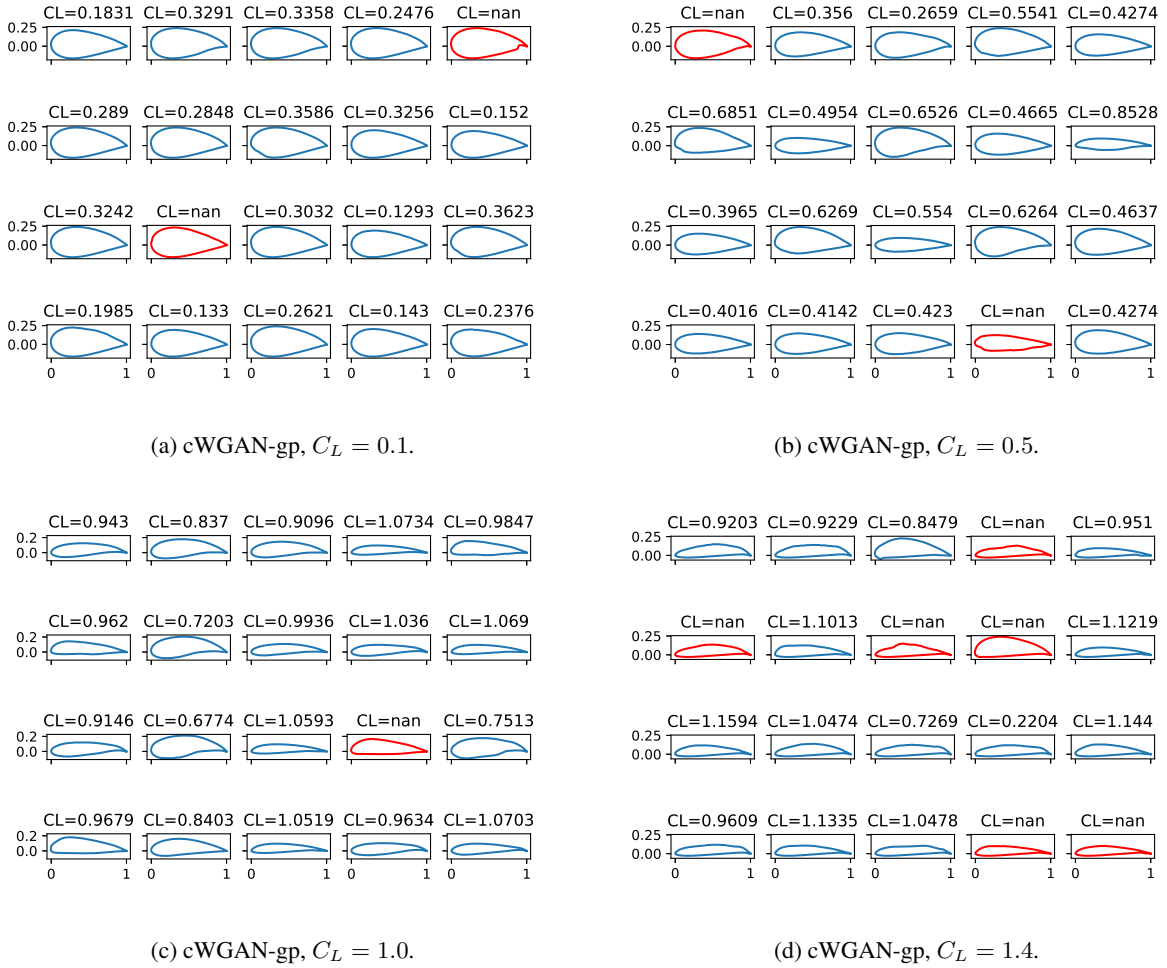 CL=0.1831 CL=0.3291 CL=0.3358 CL=0.2476 CL=nan
0.25
0.00
CL=0.289 CL=0.2848 CL=0.3586 CL=0.3256 CL=0.152
0.25
0.00
CL=0.3242 CL=nan CL=0.3032 CL=0.1293 CL=0.3623
0.25
0.00
CL=0.1985 CL=0.133 CL=0.2621 CL=0.143 CL=0.2376
0.25
0.00
0 1 0 1 0 1 0 1 0 1
(a) cWGAN-gp, C_L = 0.1.
CL=nan CL=0.356 CL=0.2659 CL=0.5541 CL=0.4274
0.25
0.00
CL=0.6851 CL=0.4954 CL=0.6526 CL=0.4665 CL=0.8528
0.25
0.00
CL=0.3965 CL=0.6269 CL=0.554 CL=0.6264 CL=0.4637
0.25
0.00
CL=0.4016 CL=0.4142 CL=0.423 CL=nan CL=0.4274
0.25
0.00
0 1 0 1 0 1 0 1 0 1
(b) cWGAN-gp, C_L = 0.5.
CL=0.943 CL=0.837 CL=0.9096 CL=1.0734 CL=0.9847
0.2
0.0
CL=0.962 CL=0.7203 CL=0.9936 CL=1.036 CL=1.069
0.2
0.0
CL=0.9146 CL=0.6774 CL=1.0593 CL=nan CL=0.7513
0.2
0.0
CL=0.9679 CL=0.8403 CL=1.0519 CL=0.9634 CL=1.0703
0.2
0.0
0 1 0 1 0 1 0 1 0 1
(c) cWGAN-gp, C_L = 1.0.
CL=0.9203 CL=0.9229 CL=0.8479 CL=nan CL=0.951
0.25
0.00
CL=nan CL=1.1013 CL=nan CL=nan CL=1.1219
0.25
0.00
CL=1.1594 CL=1.0474 CL=0.7269 CL=0.2204 CL=1.144
0.25
0.00
CL=0.9609 CL=1.1335 CL=1.0478 CL=nan CL=nan
0.25
0.00
0 1 0 1 0 1 0 1 0 1
(d) cWGAN-gp, C_L = 1.4.